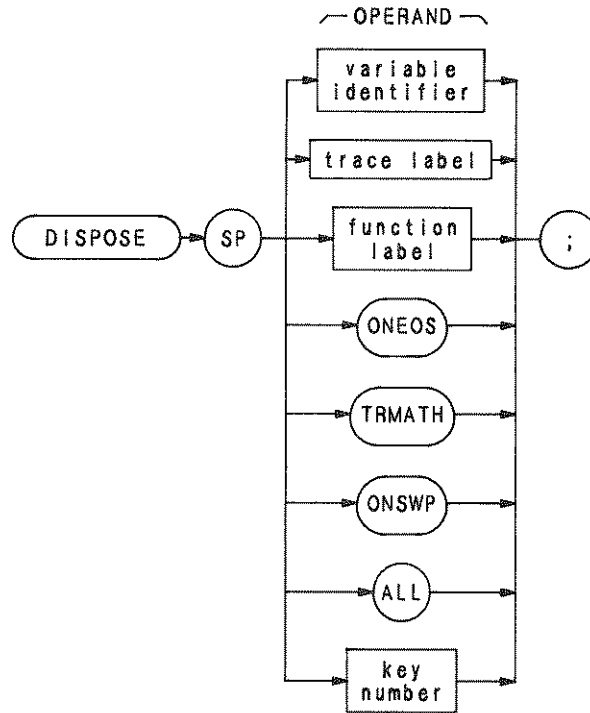 OPERAND
variable
identifier
trace label
DISPOSE
SP
function
label
;
ONEOS
TRMATH
ONSWP
ALL
key
number